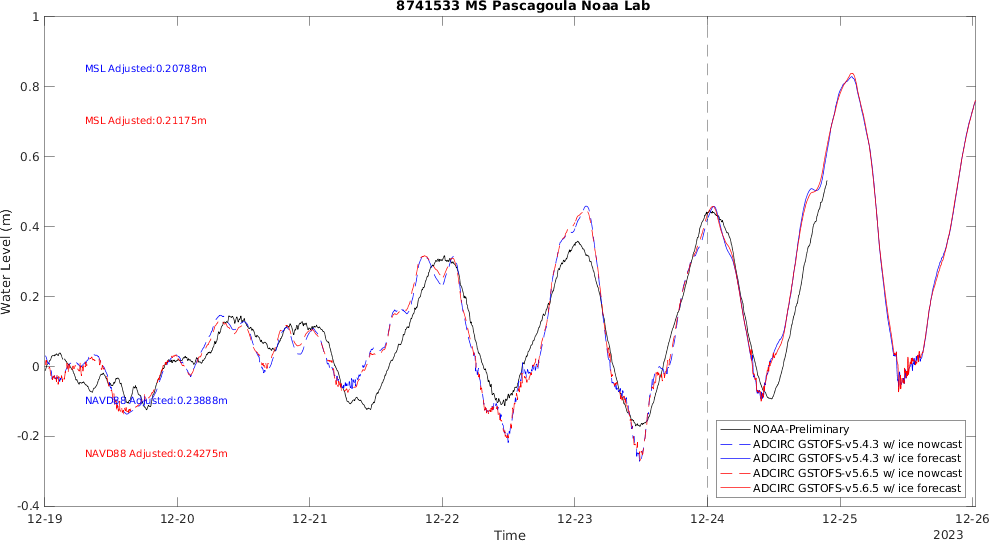 8741533 MS Pascagoula Noaa Lab
1
0.8
0.6
0.4
0.2
0
-0.2
-0.4
Water Level (m)
MSL Adjusted:0.20788m
MSL Adjusted:0.21175m
NAVD88 Adjusted:0.23888m
NAVD88 Adjusted:0.24275m
NOAA-Preliminary
ADCIRC GSTOFS-v5.4.3 w/ ice nowcast
ADCIRC GSTOFS-v5.4.3 w/ ice forecast
ADCIRC GSTOFS-v5.6.5 w/ ice nowcast
ADCIRC GSTOFS-v5.6.5 w/ ice forecast
12-19 12-20 12-21 12-22 12-23 12-24 12-25 12-26
Time
2023